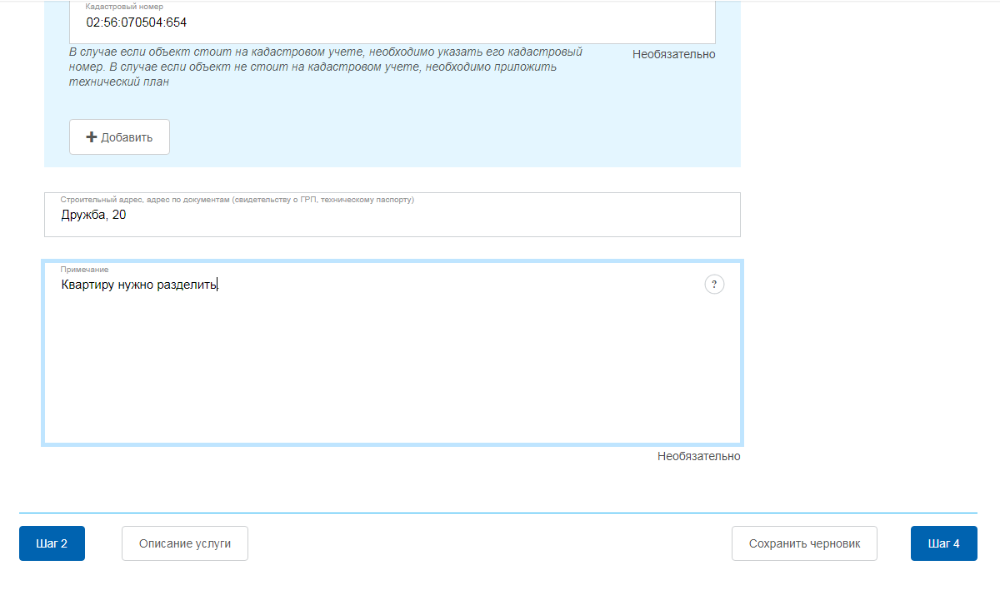 Кадастровый номер
02:56:070504:654
В случае если объект стоит на кадастровом учете, необходимо указать его кадастровый
номер. В случае если объект не стоит на кадастровом учете, необходимо приложить
технический план
Необязательно
+ Добавить
Строительный адрес, адрес по документам (свидетельству о ГРП, техническому паспорту)
Дружба, 20
Примечание
Квартиру нужно разделить
?
Необязательно
Шаг 2
Описание услуги
Сохранить черновик
Шаг 4